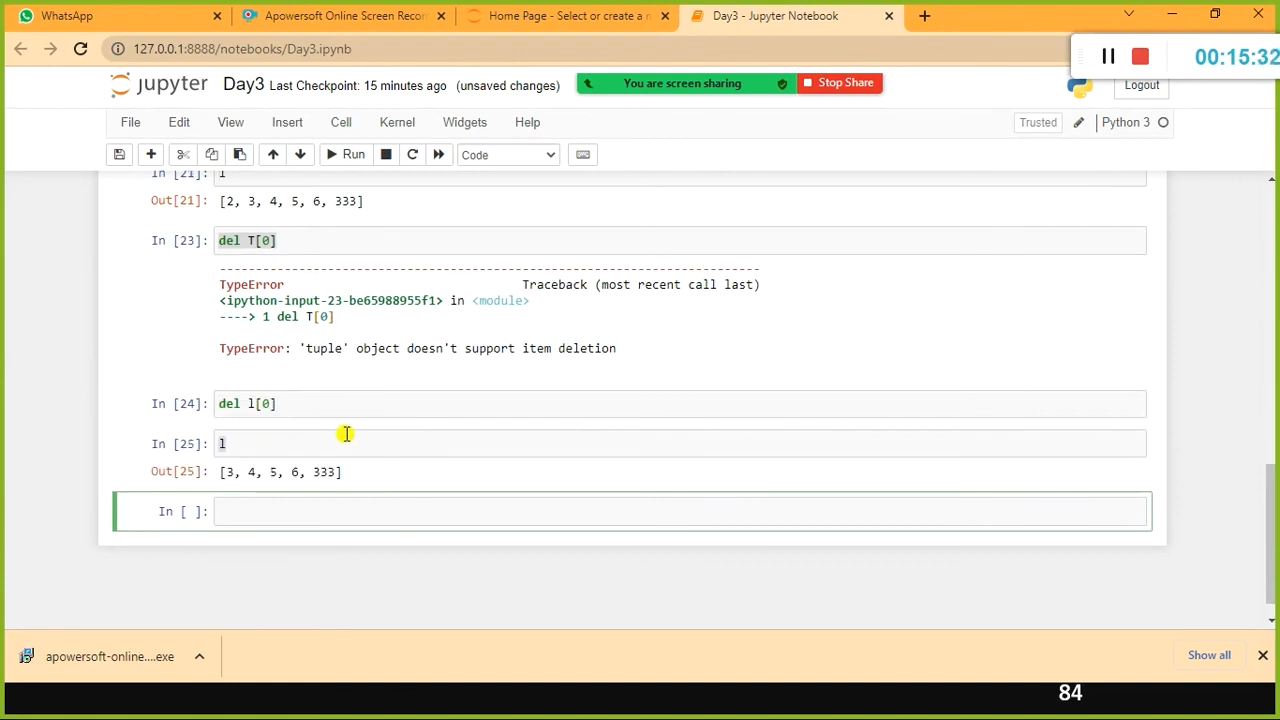 WhatsApp
Apowersoft Online Screen Recor
Home Page - Select or create a n
Day3 - Jupyter Notebook
127.0.0.1:8888/notebooks/Day3.ipynb
00:15:32
jupyter Day3 Last Checkpoint: 15 minutes ago (unsaved changes)
You are screen sharing Stop Share
Logout
File Edit View Insert Cell Kernel Widgets Help
Trusted Python 3
Run Code
In [21]: l
Out[21]: [2, 3, 4, 5, 6, 333]
In [23]: del T[0]
---------------------------------------------------------------------------
TypeError Traceback (most recent call last)
<ipython-input-23-be65988955f1> in <module>
----> 1 del T[0]
TypeError: 'tuple' object doesn't support item deletion
In [24]: del l[0]
In [25]: l
Out[25]: [3, 4, 5, 6, 333]
In [ ]:
apowersoft-online....exe
Show all
84